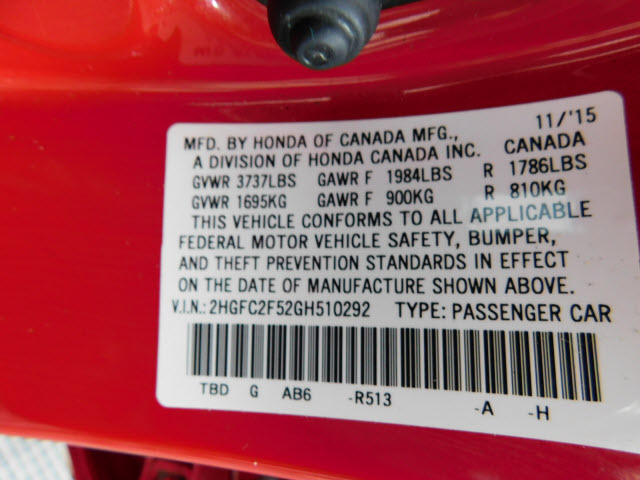 11/'15
MFD. BY HONDA OF CANADA MFG., CANADA
A DIVISION OF HONDA CANADA INC.
GVWR 3737LBS GAWR F 1984LBS R 1786LBS
GVWR 1695KG GAWR F 900KG R 810KG
THIS VEHICLE CONFORMS TO ALL APPLICABLE
FEDERAL MOTOR VEHICLE SAFETY, BUMPER,
AND THEFT PREVENTION STANDARDS IN EFFECT
ON THE DATE OF MANUFACTURE SHOWN ABOVE.
V.I.N.: 2HGFC2F52GH510292 TYPE: PASSENGER CAR
TBD G AB6 -R513 -A -H